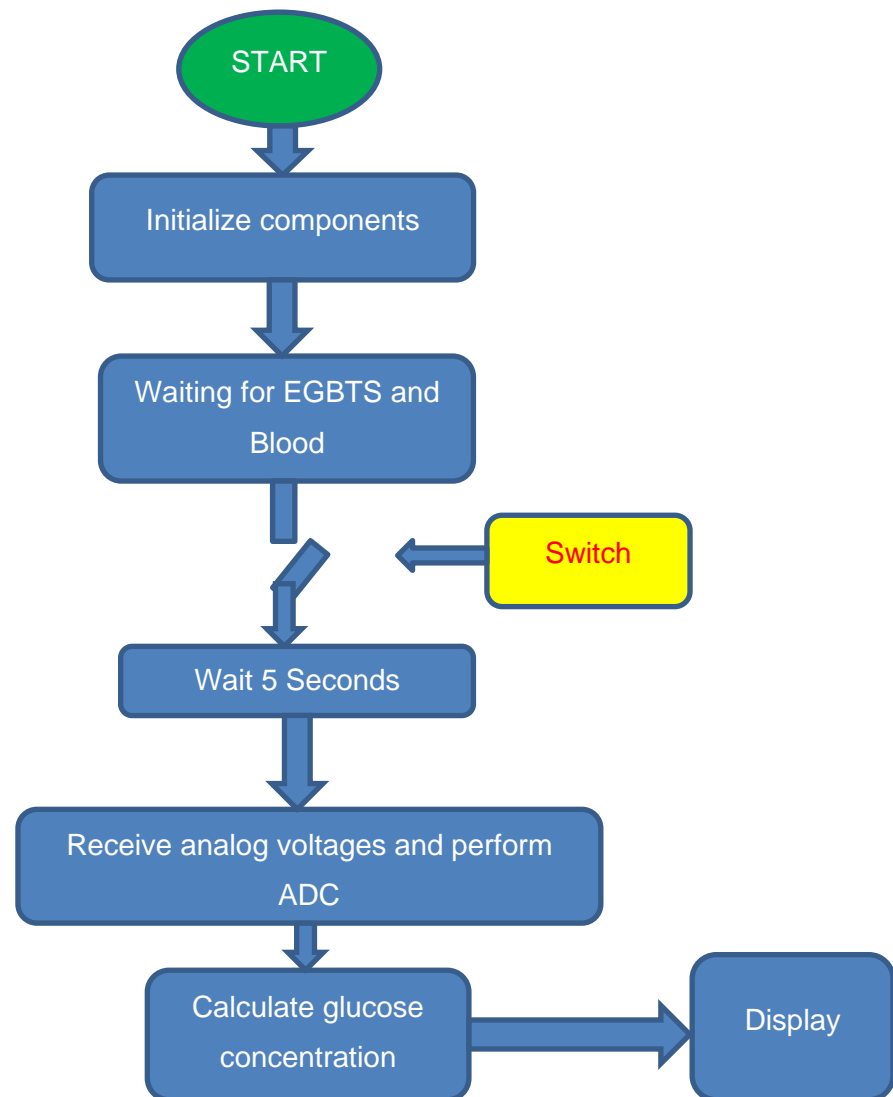 START
Initialize components
Waiting for EGBTS and
Blood
Switch
Wait 5 Seconds
Receive analog voltages and perform
ADC
Calculate glucose
concentration
Display